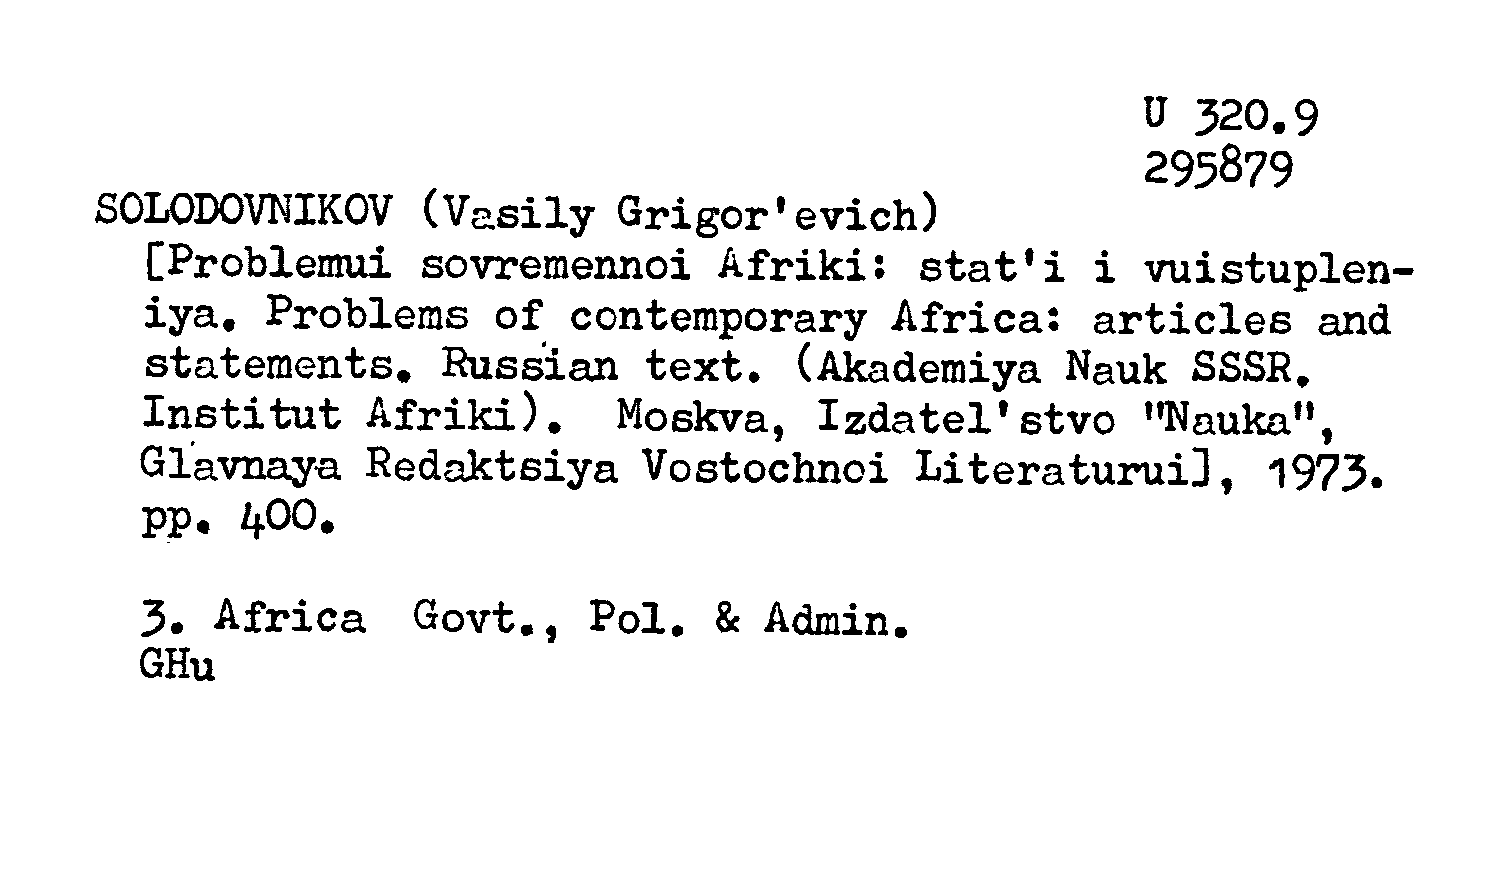 U 320.9
295879
SOLODOVNIKOV (Vasily Grigor'evich)
[Problemui sovremennoi Afriki: stat'i i vuistuplen-
iya. Problems of contemporary Africa: articles and
statements. Russian text. (Akademiya Nauk SSSR.
Institut Afriki). Moskva, Izdatel'stvo "Nauka",
Glavnaya Redaktsiya Vostochnoi Literaturui], 1973.
pp. 400.
3. Africa Govt., Pol. & Admin.
GHu